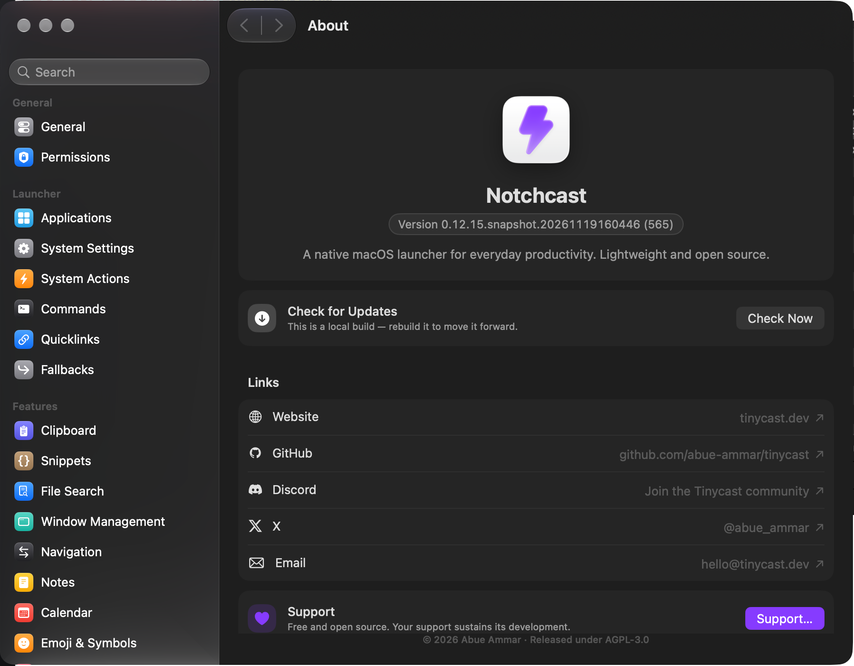 About
Search
General
General
Permissions
Launcher
Applications
System Settings
System Actions
Commands
Quicklinks
Fallbacks
Features
Clipboard
Snippets
File Search
Window Management
Navigation
Notes
Calendar
Emoji & Symbols
Notchcast
Version 0.12.15.snapshot.20261119160446 (565)
A native macOS launcher for everyday productivity. Lightweight and open source.
Check for Updates
This is a local build — rebuild it to move it forward.
Check Now
Links
Website tinycast.dev ↗
GitHub github.com/abue-ammar/tinycast ↗
Discord Join the Tinycast community ↗
X @abue_ammar ↗
Email hello@tinycast.dev ↗
Support
Free and open source. Your support sustains its development.
Support...
© 2026 Abue Ammar · Released under AGPL-3.0